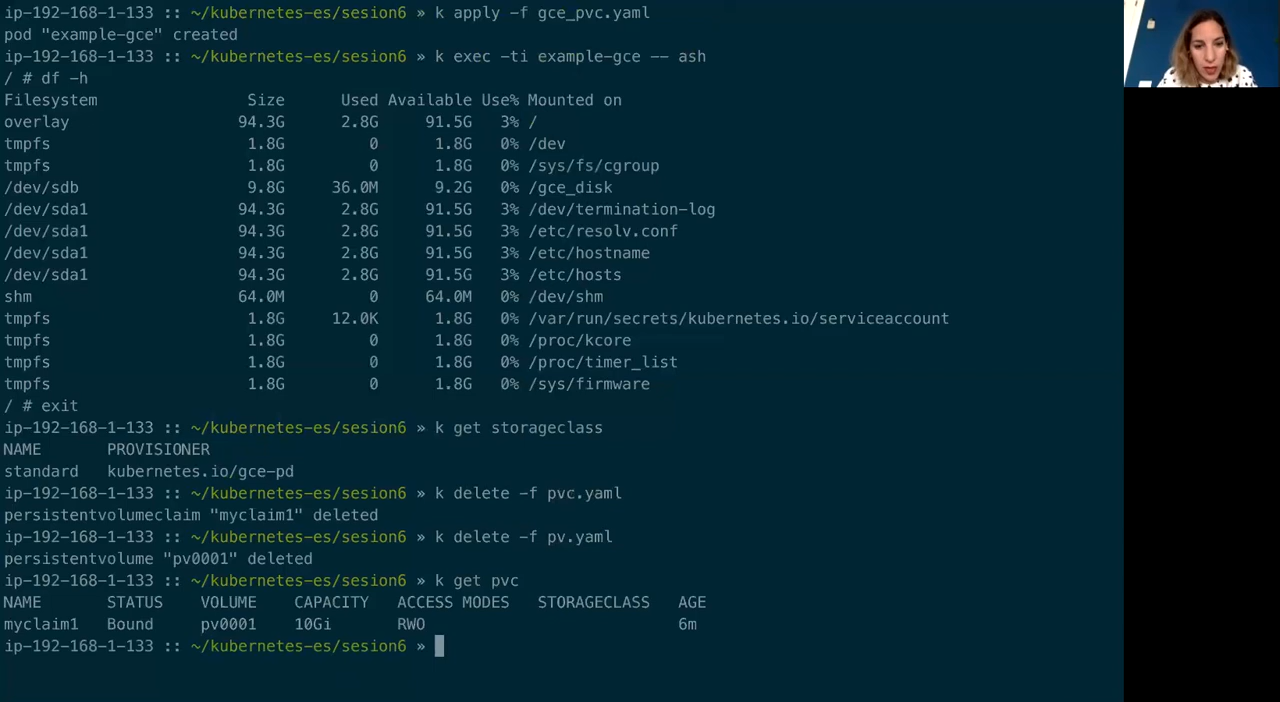 ip-192-168-1-133 :: ~/kubernetes-es/sesion6 » k apply -f gce_pvc.yaml
pod "example-gce" created
ip-192-168-1-133 :: ~/kubernetes-es/sesion6 » k exec -ti example-gce -- ash
/ # df -h
Filesystem Size Used Available Use% Mounted on
overlay 94.3G 2.8G 91.5G 3% /
tmpfs 1.8G 0 1.8G 0% /dev
tmpfs 1.8G 0 1.8G 0% /sys/fs/cgroup
/dev/sdb 9.8G 36.0M 9.2G 0% /gce_disk
/dev/sda1 94.3G 2.8G 91.5G 3% /dev/termination-log
/dev/sda1 94.3G 2.8G 91.5G 3% /etc/resolv.conf
/dev/sda1 94.3G 2.8G 91.5G 3% /etc/hostname
/dev/sda1 94.3G 2.8G 91.5G 3% /etc/hosts
shm 64.0M 0 64.0M 0% /dev/shm
tmpfs 1.8G 12.0K 1.8G 0% /var/run/secrets/kubernetes.io/serviceaccount
tmpfs 1.8G 0 1.8G 0% /proc/kcore
tmpfs 1.8G 0 1.8G 0% /proc/timer_list
tmpfs 1.8G 0 1.8G 0% /sys/firmware
/ # exit
ip-192-168-1-133 :: ~/kubernetes-es/sesion6 » k get storageclass
NAME PROVISIONER
standard kubernetes.io/gce-pd
ip-192-168-1-133 :: ~/kubernetes-es/sesion6 » k delete -f pvc.yaml
persistentvolumeclaim "myclaim1" deleted
ip-192-168-1-133 :: ~/kubernetes-es/sesion6 » k delete -f pv.yaml
persistentvolume "pv0001" deleted
ip-192-168-1-133 :: ~/kubernetes-es/sesion6 » k get pvc
NAME STATUS VOLUME CAPACITY ACCESS MODES STORAGECLASS AGE
myclaim1 Bound pv0001 10Gi RWO 6m
ip-192-168-1-133 :: ~/kubernetes-es/sesion6 »